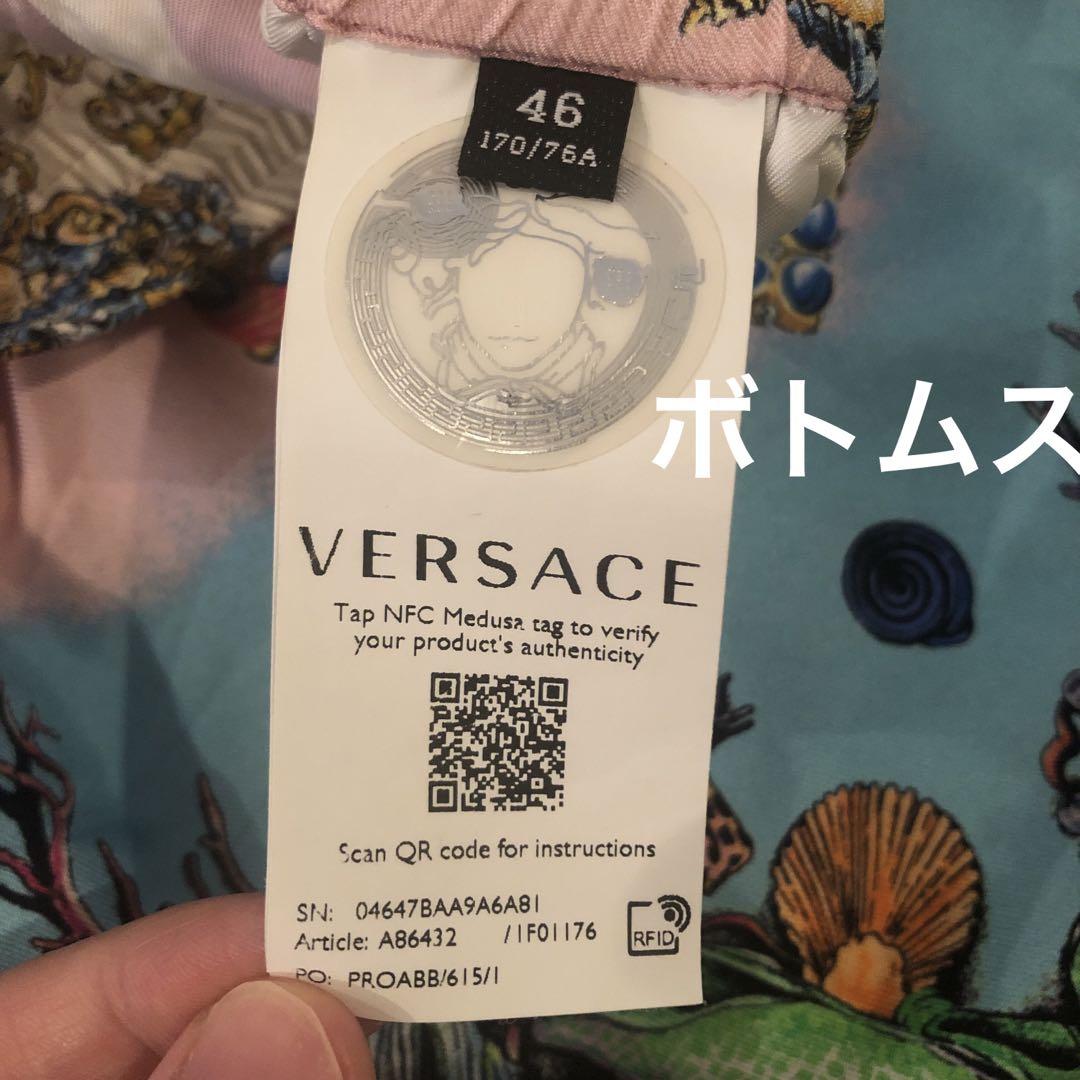 46
170/76A
ボトムス
VERSACE
Tap NFC Medusa tag to verify
your product's authenticity
Scan QR code for instructions
SN: 04647BAA9A6A81
Article: A86432 /1F01176
RFID
PO: PROABB/615/1